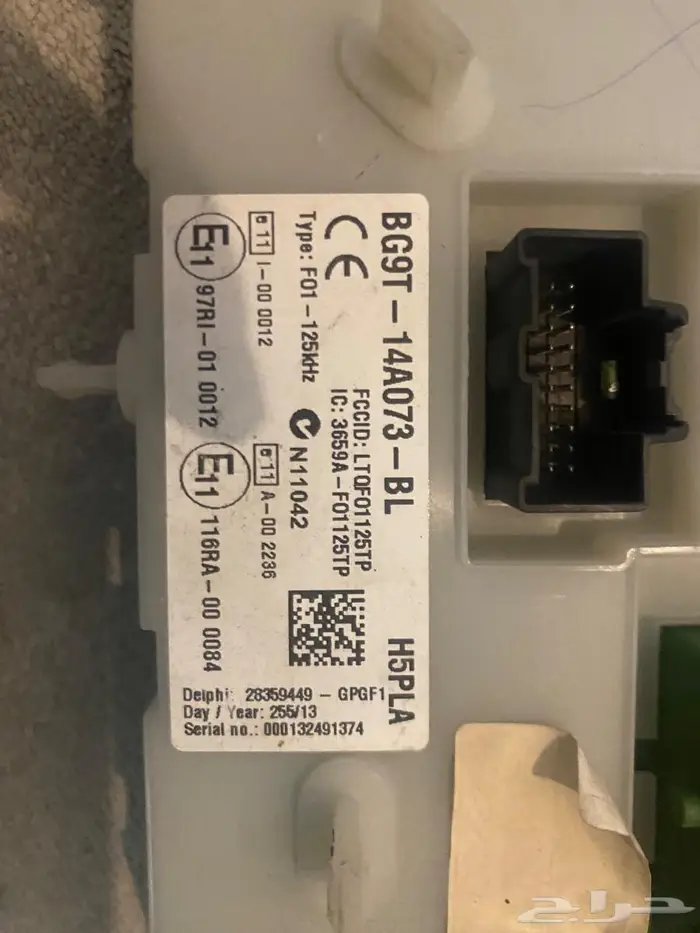 BG9T-14A073-BL H5PLA
CE
FCCID: LTQF01125TP
IC: 3659A-F01125TP
Type: F01-125kHz
N11042
e11 I-00 0012
e11 A-00 2236
E11 97RI-01 0012
E11 116RA-00 0084
Delphi: 28359449 - GPGF1
Day / Year: 255/13
Serial no.: 000132491374
حراج